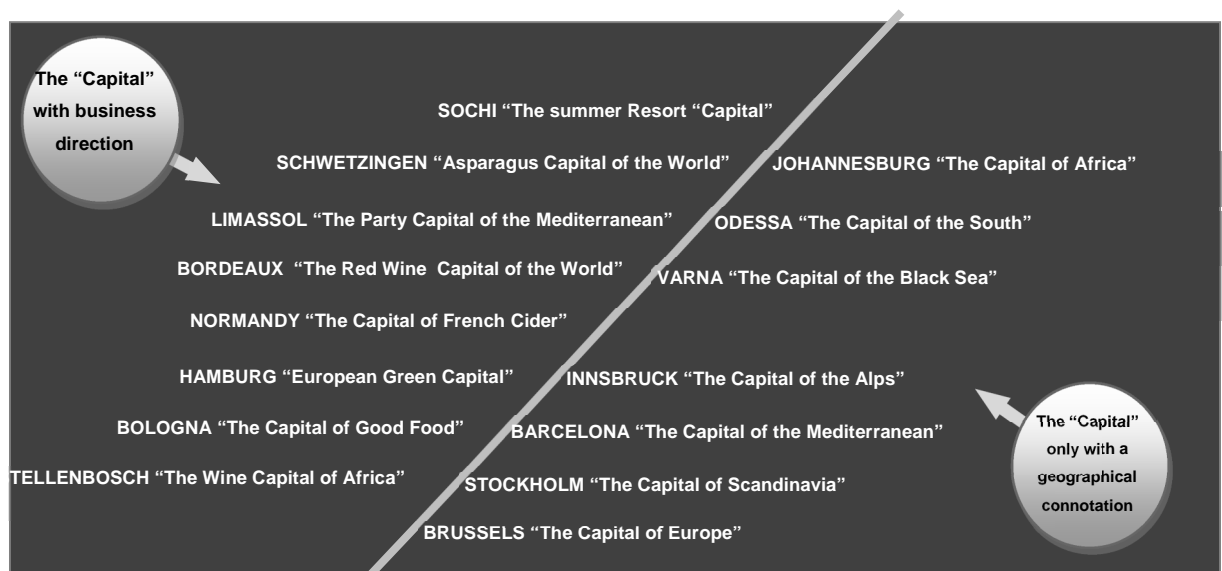 The “Capital”
with business
direction
SOCHI “The summer Resort “Capital”
SCHWETZINGEN “Asparagus Capital of the World”
JOHANNESBURG “The Capital of Africa”
LIMASSOL “The Party Capital of the Mediterranean”
ODESSA “The Capital of the South”
BORDEAUX “The Red Wine Capital of the World”
VARNA “The Capital of the Black Sea”
NORMANDY “The Capital of French Cider”
HAMBURG “European Green Capital”
INNSBRUCK “The Capital of the Alps”
BOLOGNA “The Capital of Good Food”
BARCELONA “The Capital of the Mediterranean”
TELLENBOSCH “The Wine Capital of Africa”
STOCKHOLM “The Capital of Scandinavia”
BRUSSELS “The Capital of Europe”
The “Capital”
only with a
geographical
connotation